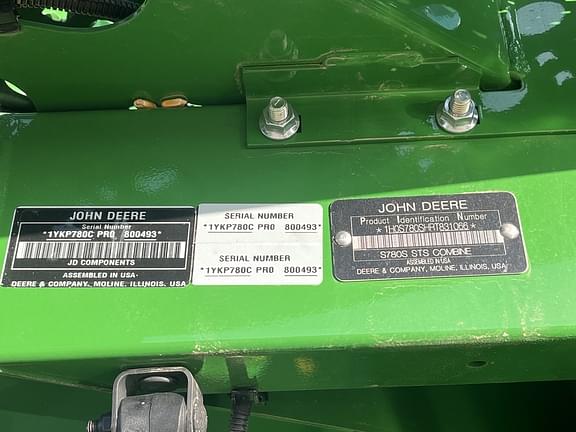 JOHN DEERE
Serial Number
*1YKP780C PR0 800493*
JD COMPONENTS
ASSEMBLED IN USA
DEERE & COMPANY, MOLINE, ILLINOIS, USA
SERIAL NUMBER
*1YKP780C PR0 800493*
SERIAL NUMBER
*1YKP780C PR0 800493*
JOHN DEERE
Product Identification Number
*1H0S780SHRT831066*
S780S STS COMBINE
ASSEMBLED IN USA
DEERE & COMPANY, MOLINE, ILLINOIS, USA